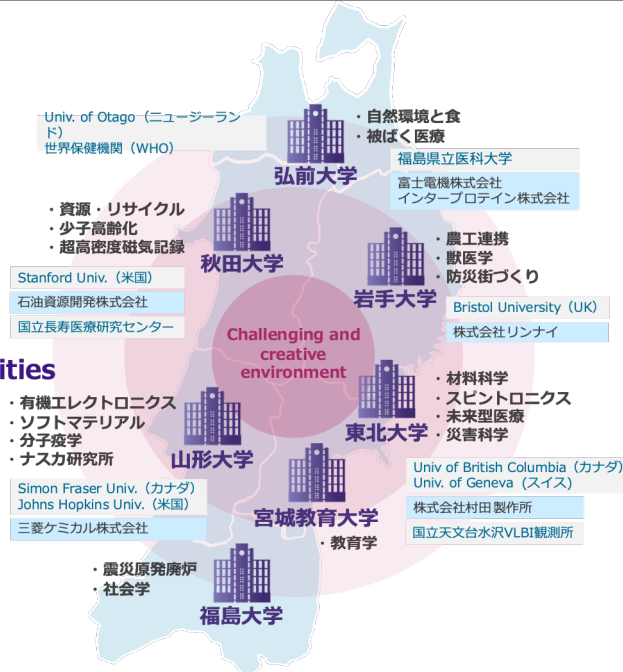 Univ. of Otago（ニュージーラン
ド）
世界保健機関（WHO）
・自然環境と食
・被ばく医療
弘前大学
福島県立医科大学
富士電機株式会社
インタープロテイン株式会社
・資源・リサイクル
・少子高齢化
・超高密度磁気記録
秋田大学
・農工連携
・獣医学
・防災街づくり
岩手大学
Stanford Univ.（米国）
石油資源開発株式会社
国立長寿医療研究センター
Bristol University（UK）
株式会社リンナイ
Challenging and
creative
environment
ities
・有機エレクトロニクス
・ソフトマテリアル
・分子疫学
・ナスカ研究所
山形大学
・材料科学
・スピントロニクス
・未来型医療
・災害科学
東北大学
Simon Fraser Univ.（カナダ）
Johns Hopkins Univ.（米国）
三菱ケミカル株式会社
Univ of British Columbia（カナダ）
Univ. of Geneva（スイス）
株式会社村田製作所
国立天文台水沢VLBI観測所
宮城教育大学
・教育学
・震災原発廃炉
・社会学
福島大学